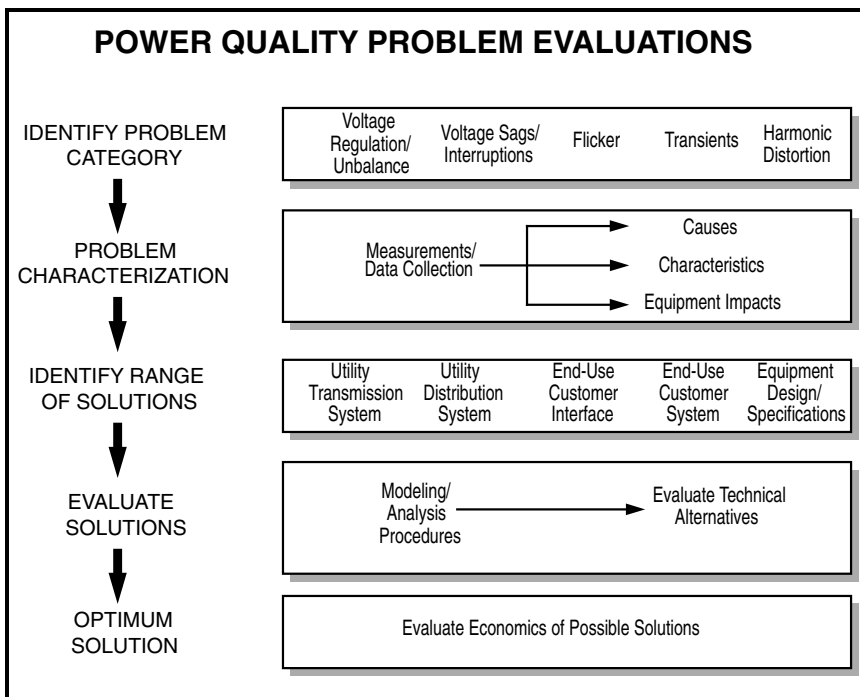 POWER QUALITY PROBLEM EVALUATIONS
IDENTIFY PROBLEM
CATEGORY
Voltage
Regulation/
Unbalance
Voltage Sags/
Interruptions
Flicker
Transients
Harmonic
Distortion
PROBLEM
CHARACTERIZATION
Measurements/
Data Collection
Causes
Characteristics
Equipment Impacts
IDENTIFY RANGE
OF SOLUTIONS
Utility
Transmission
System
Utility
Distribution
System
End-Use
Customer
Interface
End-Use
Customer
System
Equipment
Design/
Specifications
EVALUATE
SOLUTIONS
Modeling/
Analysis
Procedures
Evaluate Technical
Alternatives
OPTIMUM
SOLUTION
Evaluate Economics of Possible Solutions